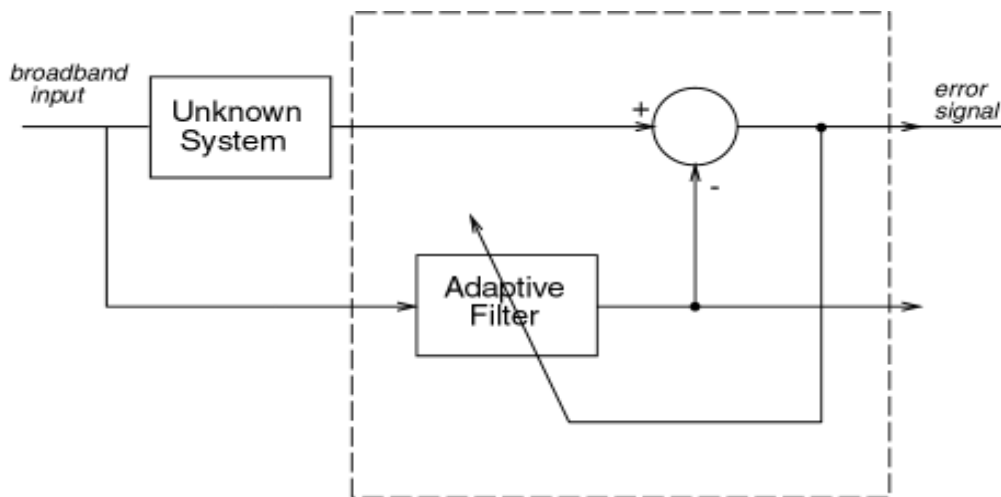 broadband
input
Unknown
System
+
error
signal
-
Adaptive
Filter